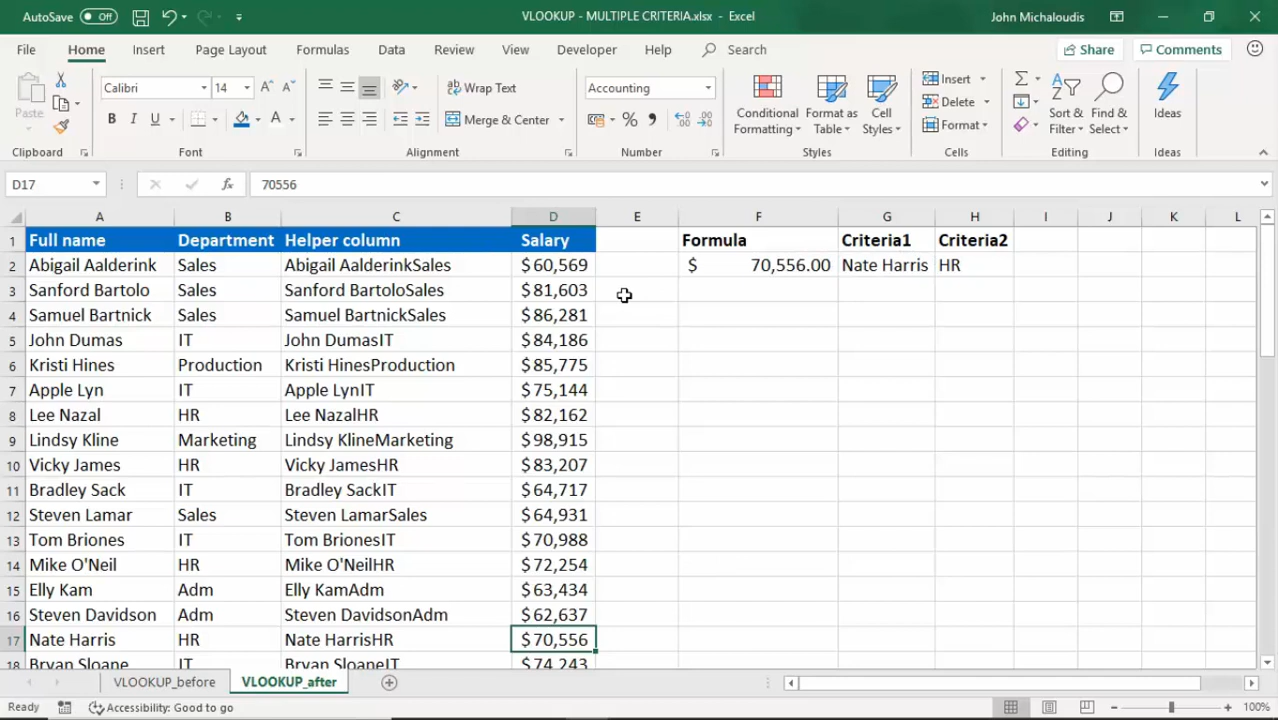 AutoSave Off VLOOKUP - MULTIPLE CRITERIA.xlsx - Excel John Michaloudis
File Home Insert Page Layout Formulas Data Review View Developer Help Search Share Comments
Calibri 14 A A Wrap Text Accounting Insert Σ
Paste B I U A Merge & Center % , Conditional Formatting Format as Table Cell Styles Delete Format Sort & Filter Find & Select Ideas
Clipboard Font Alignment Number Styles Cells Editing Ideas
D17 fx 70556
A B C D E F G H I J K L
1 Full name Department Helper column Salary Formula Criteria1 Criteria2
2 Abigail Aalderink Sales Abigail AalderinkSales $ 60,569 $ 70,556.00 Nate Harris HR
3 Sanford Bartolo Sales Sanford BartoloSales $ 81,603
4 Samuel Bartnick Sales Samuel BartnickSales $ 86,281
5 John Dumas IT John DumasIT $ 84,186
6 Kristi Hines Production Kristi HinesProduction $ 85,775
7 Apple Lyn IT Apple LynIT $ 75,144
8 Lee Nazal HR Lee NazalHR $ 82,162
9 Lindsy Kline Marketing Lindsy KlineMarketing $ 98,915
10 Vicky James HR Vicky JamesHR $ 83,207
11 Bradley Sack IT Bradley SackIT $ 64,717
12 Steven Lamar Sales Steven LamarSales $ 64,931
13 Tom Briones IT Tom BrionesIT $ 70,988
14 Mike O'Neil HR Mike O'NeilHR $ 72,254
15 Elly Kam Adm Elly KamAdm $ 63,434
16 Steven Davidson Adm Steven DavidsonAdm $ 62,637
17 Nate Harris HR Nate HarrisHR $ 70,556
18 Bryan Sloane IT Bryan SloaneIT $ 74,243
VLOOKUP_before VLOOKUP_after
Ready Accessibility: Good to go 100%